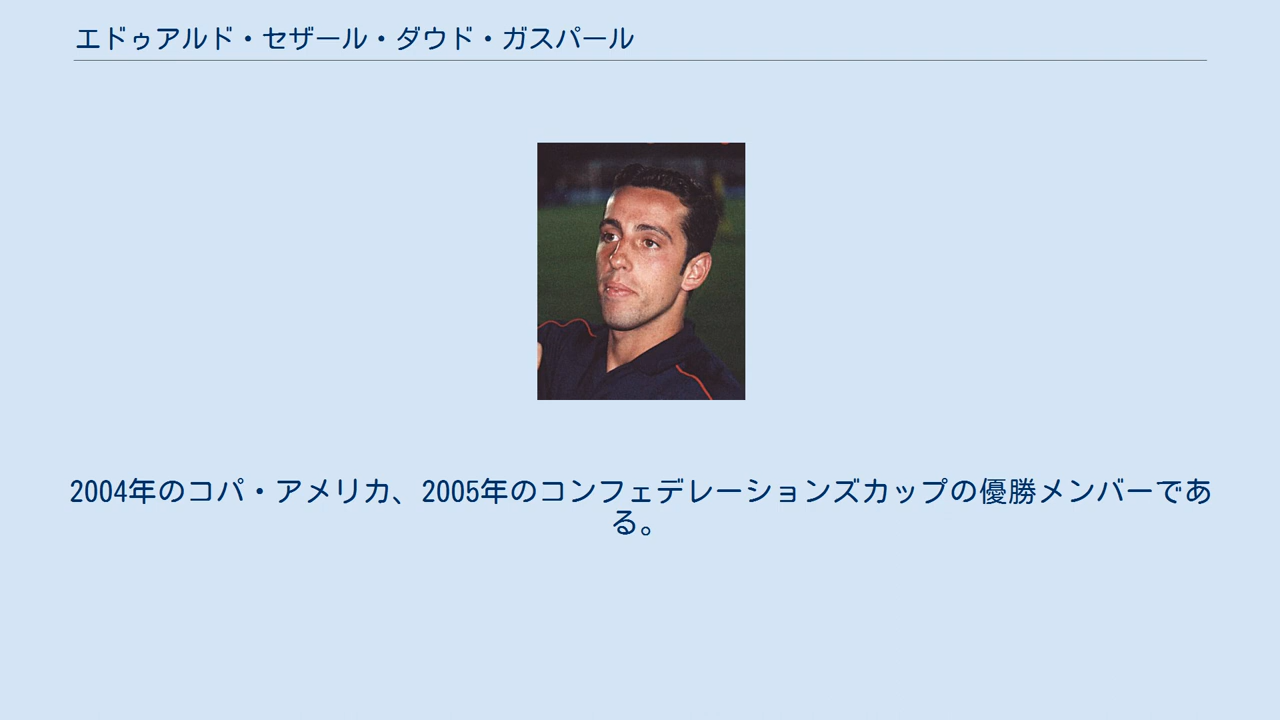 エドゥアルド・セザール・ダウド・ガスパール
2004年のコパ・アメリカ、2005年のコンフェデレーションズカップの優勝メンバーであ
る。